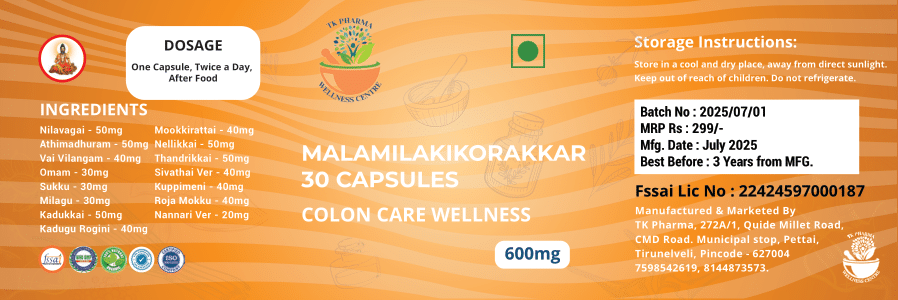 DOSAGE
One Capsule, Twice a Day,
After Food
INGREDIENTS
Nilavagai - 50mg
Athimadhuram - 50mg
Vai Vilangam - 40mg
Omam - 30mg
Sukku - 30mg
Milagu - 30mg
Kadukkai - 50mg
Kadugu Rogini - 40mg
Mookkirattai - 40mg
Nellikkai - 50mg
Thandrikkai - 50mg
Sivathai Ver - 40mg
Kuppimeni - 40mg
Roja Mokku - 40mg
Nannari Ver - 20mg
fssai
ISO
TK PHARMA
WELLNESS CENTRE
MALAMILAKIKORAKKAR
30 CAPSULES
COLON CARE WELLNESS
600mg
Storage Instructions:
Store in a cool and dry place, away from direct sunlight.
Keep out of reach of children. Do not refrigerate.
Batch No : 2025/07/01
MRP Rs : 299/-
Mfg. Date : July 2025
Best Before : 3 Years from MFG.
Fssai Lic No : 22424597000187
Manufactured & Marketed By
TK Pharma, 272A/1, Quide Millet Road,
CMD Road. Municipal stop, Pettai,
Tirunelveli, Pincode - 627004
7598542619, 8144873573.
TK PHARMA
WELLNESS CENTRE